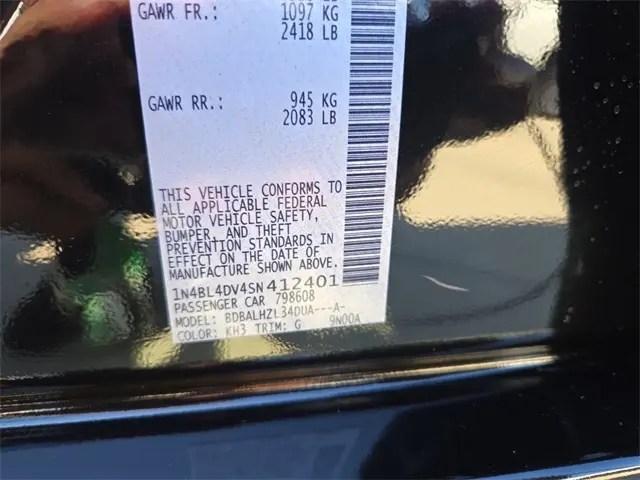 GAWR FR.: 1097 KG
2418 LB
GAWR RR.: 945 KG
2083 LB
THIS VEHICLE CONFORMS TO
ALL APPLICABLE FEDERAL
MOTOR VEHICLE SAFETY,
BUMPER, AND THEFT
PREVENTION STANDARDS IN
EFFECT ON THE DATE OF
MANUFACTURE SHOWN ABOVE.
1N4BL4DV4SN412401
PASSENGER CAR 798608
MODEL: BDBALHZL34DUA---A-
COLOR: KH3 TRIM: G 9N00A